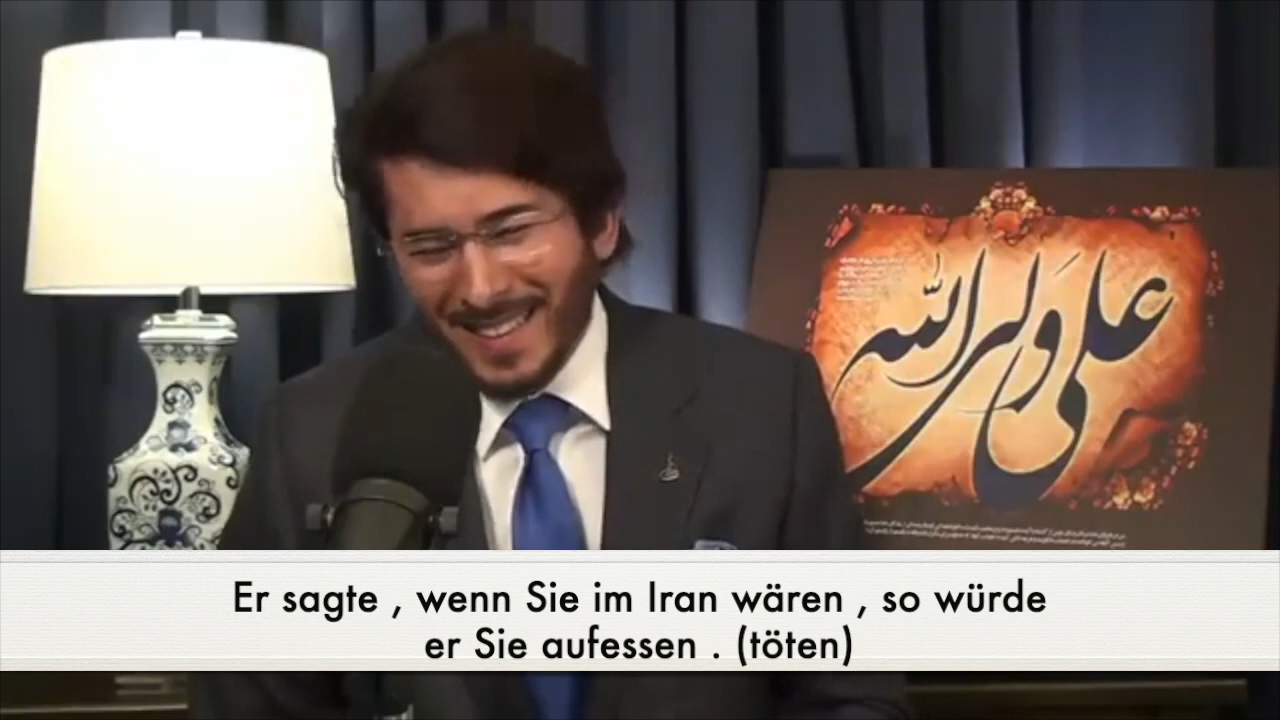 علي ولي الله
Er sagte , wenn Sie im Iran wären , so würde
er Sie aufessen . (töten)